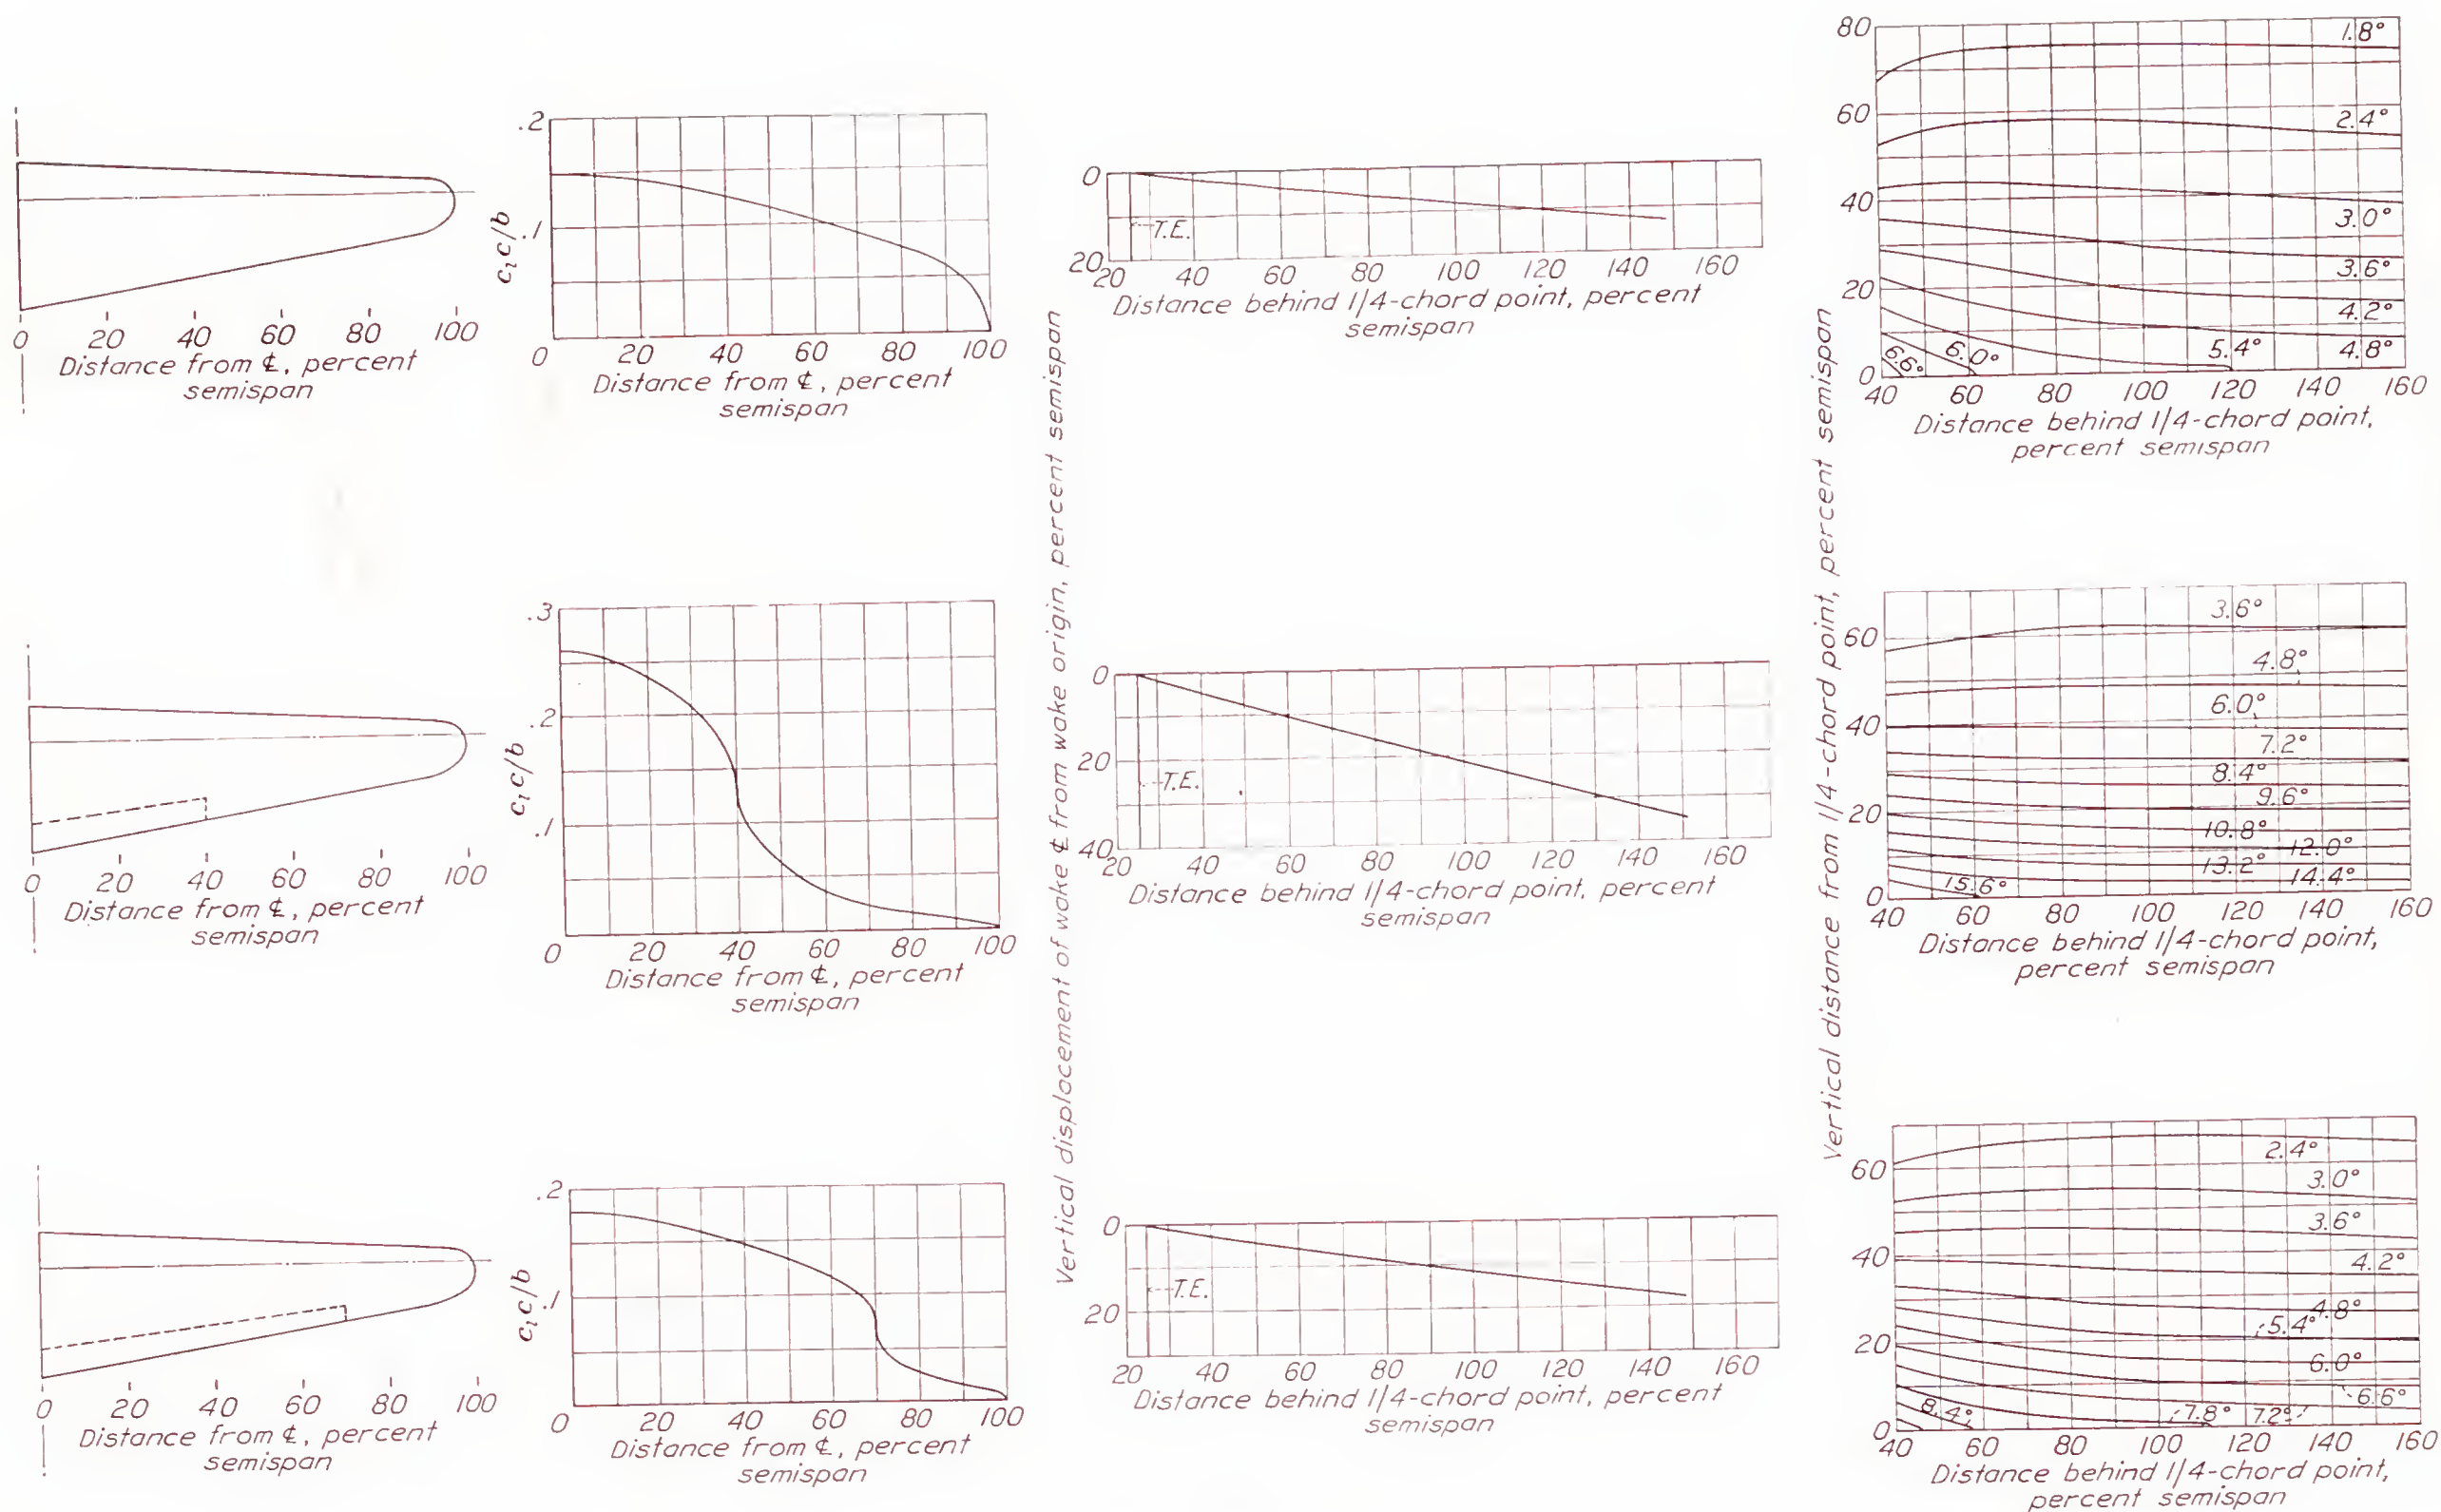 0 20 40 60 80 100
Distance from ℄, percent
semispan
.2
.1
c_l c/b
0 20 40 60 80 100
Distance from ℄, percent
semispan
Vertical displacement of wake ℄ from wake origin, percent semispan
0
20
T.E.
20 40 60 80 100 120 140 160
Distance behind 1/4-chord point, percent
semispan
Vertical distance from 1/4-chord point, percent semispan
80
60
40
20
0
1.8°
2.4°
3.0°
3.6°
4.2°
6.6° 6.0° 5.4° 4.8°
40 60 80 100 120 140 160
Distance behind 1/4-chord point,
percent semispan
0 20 40 60 80 100
Distance from ℄, percent
semispan
.3
.2
.1
c_l c/b
0 20 40 60 80 100
Distance from ℄, percent
semispan
0
20
40
T.E.
20 40 60 80 100 120 140 160
Distance behind 1/4-chord point, percent
semispan
60
40
20
0
3.6°
4.8°
6.0°
7.2°
8.4°
9.6°
10.8°
12.0°
13.2°
15.6° 14.4°
40 60 80 100 120 140 160
Distance behind 1/4-chord point,
percent semispan
0 20 40 60 80 100
Distance from ℄, percent
semispan
.2
.1
c_l c/b
0 20 40 60 80 100
Distance from ℄, percent
semispan
0
20
T.E.
20 40 60 80 100 120 140 160
Distance behind 1/4-chord point, percent
semispan
60
40
20
0
2.4°
3.0°
3.6°
4.2°
4.8°
5.4°
6.0°
6.6°
8.4° 7.8° 7.2°
40 60 80 100 120 140 160
Distance behind 1/4-chord point,
percent semispan